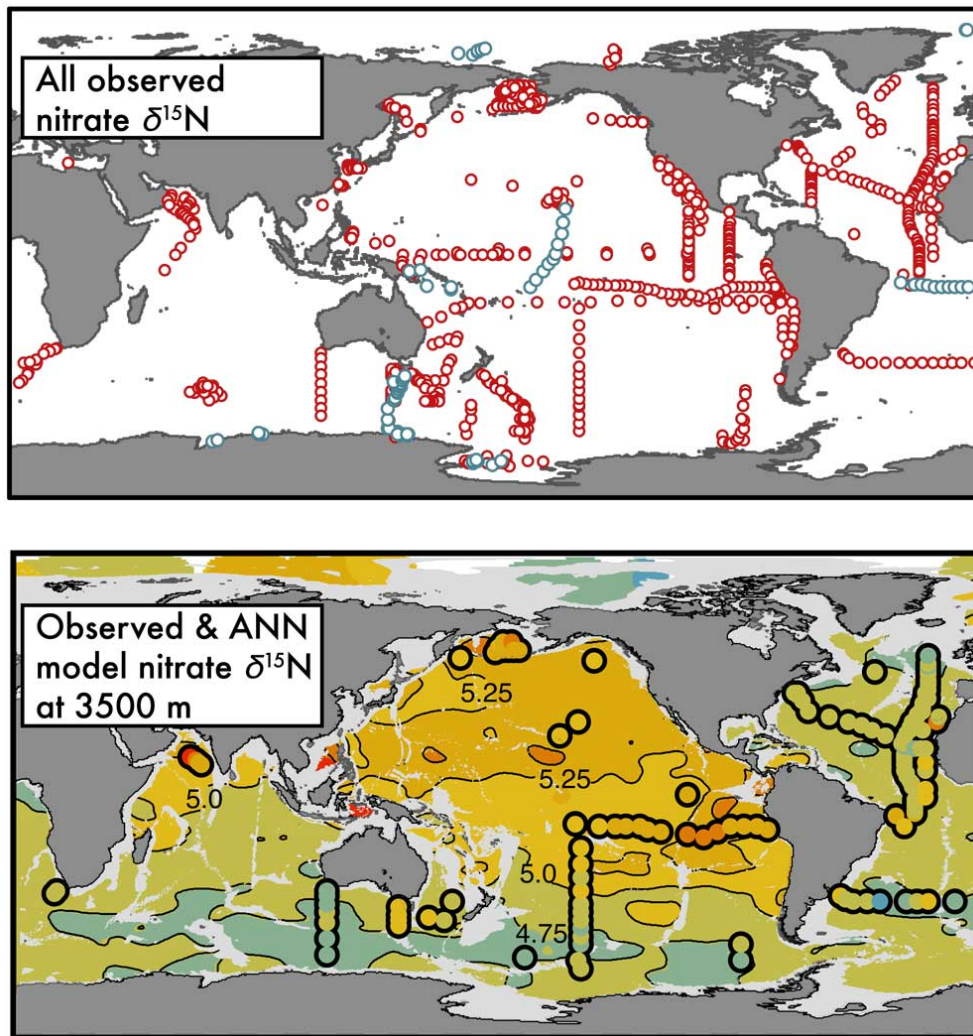 All observed
nitrate δ¹⁵N
Observed & ANN
model nitrate δ¹⁵N
at 3500 m
5.25
5.25
5.0
5.0
4.75